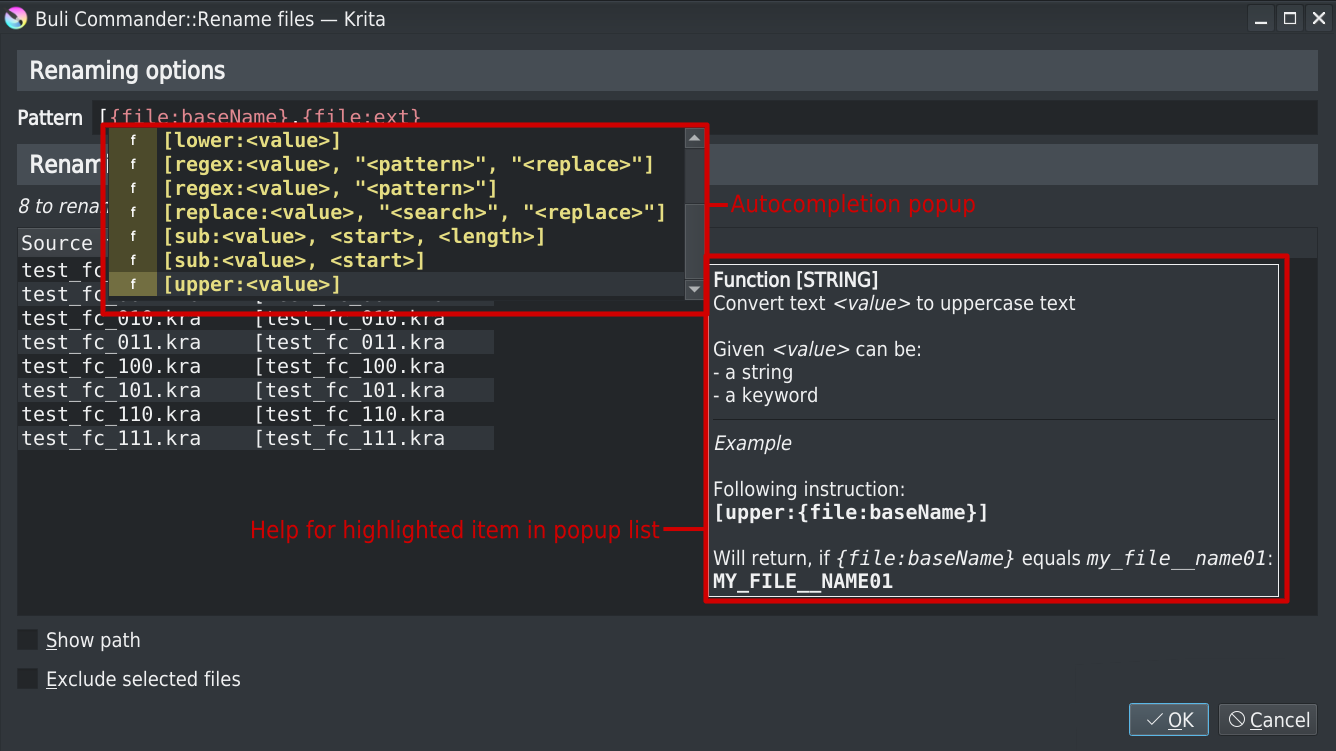 Buli Commander::Rename files — Krita
Renaming options
Pattern [{file:baseName}.{file:ext}
f [lower:<value>]
f [regex:<value>, "<pattern>", "<replace>"]
f [regex:<value>, "<pattern>"]
f [replace:<value>, "<search>", "<replace>"]
f [sub:<value>, <start>, <length>]
f [sub:<value>, <start>]
f [upper:<value>]
Autocompletion popup
8 to
Source
test_fc_010.kra [test_fc_010.kra
test_fc_011.kra [test_fc_011.kra
test_fc_100.kra [test_fc_100.kra
test_fc_101.kra [test_fc_101.kra
test_fc_110.kra [test_fc_110.kra
test_fc_111.kra [test_fc_111.kra
Function [STRING]
Convert text <value> to uppercase text
Given <value> can be:
- a string
- a keyword
Example
Following instruction:
[upper:{file:baseName}]
Will return, if {file:baseName} equals my_file__name01:
MY_FILE__NAME01
Help for highlighted item in popup list
Show path
Exclude selected files
OK
Cancel